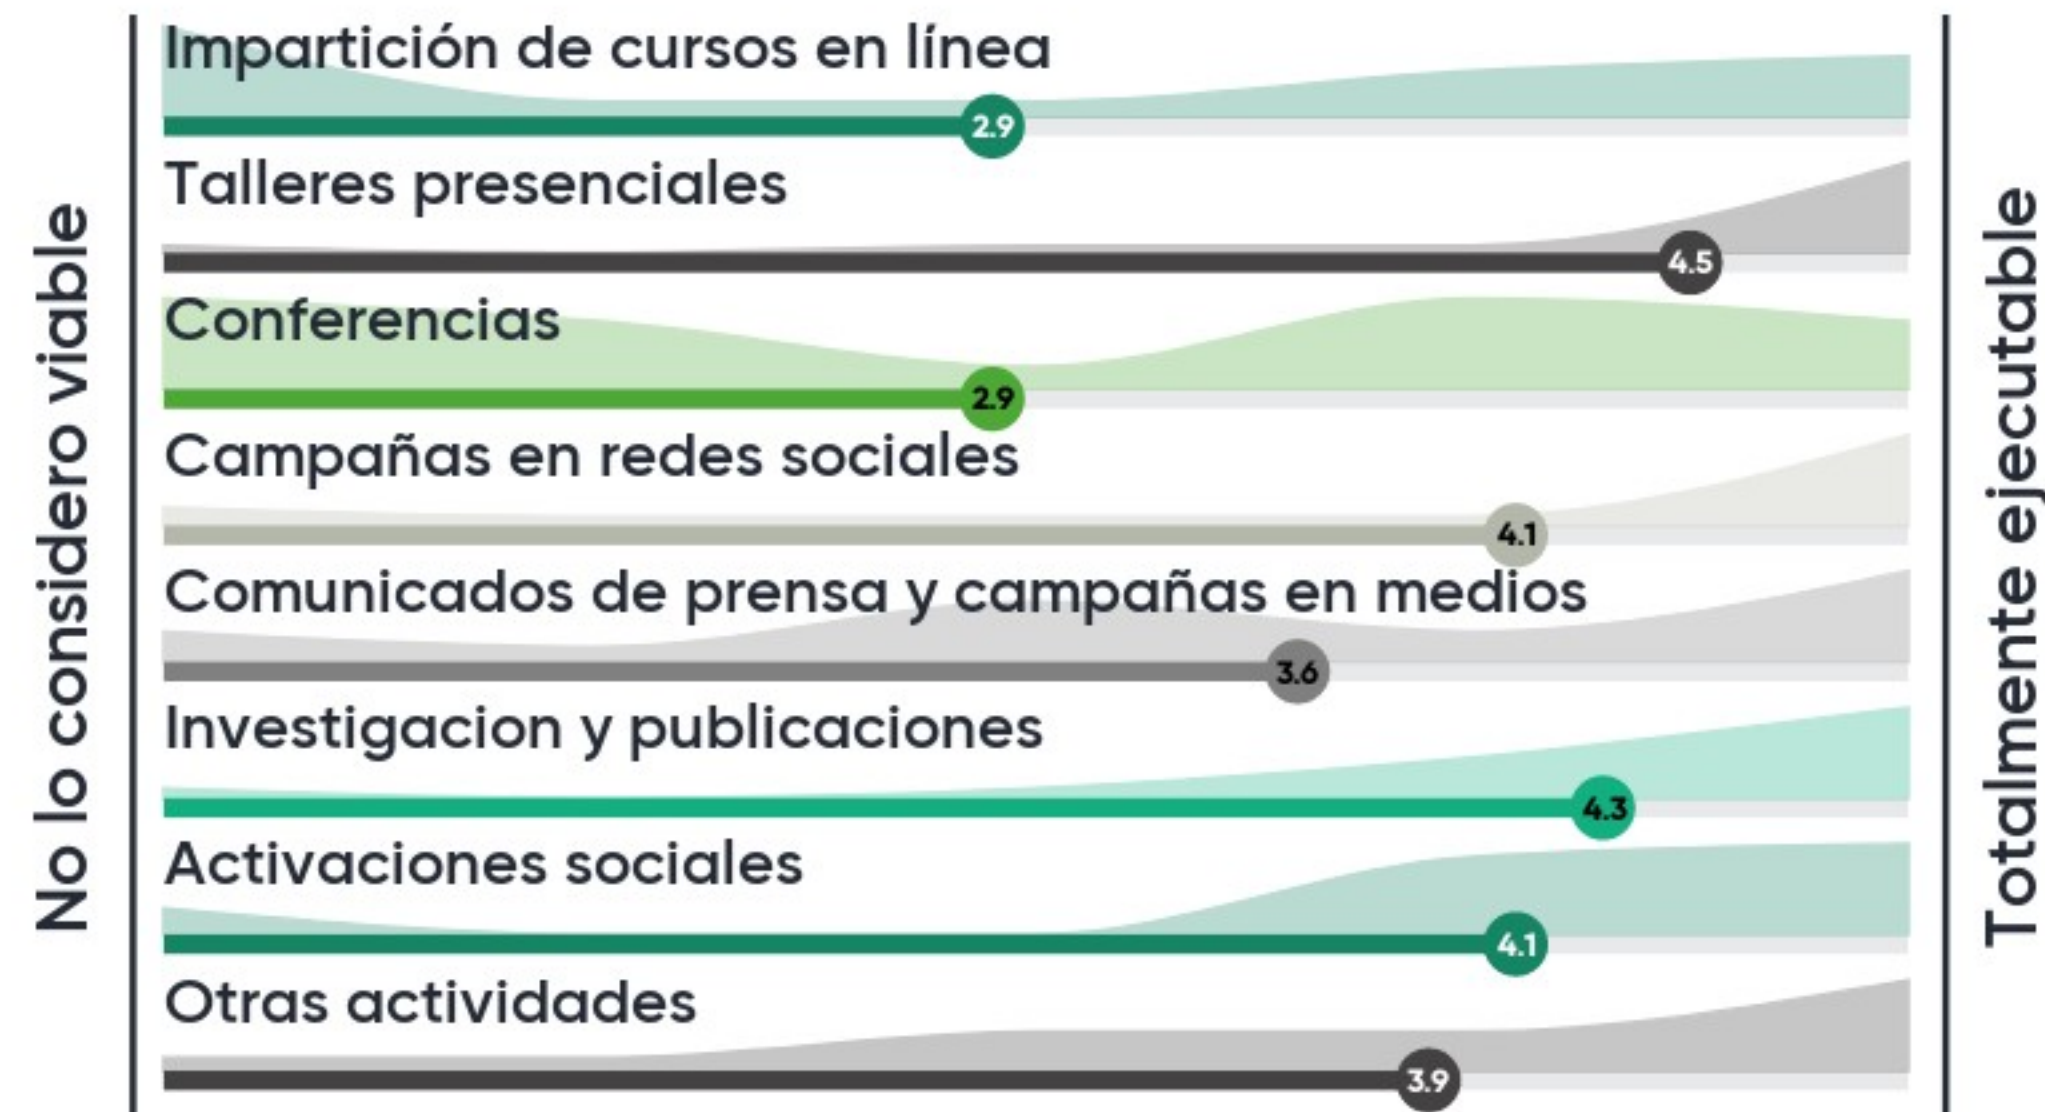 No lo considero viable
Impartición de cursos en línea
2.9
Talleres presenciales
4.5
Conferencias
2.9
Campañas en redes sociales
4.1
Comunicados de prensa y campañas en medios
3.6
Investigacion y publicaciones
4.3
Activaciones sociales
4.1
Otras actividades
3.9
Totalmente ejecutable